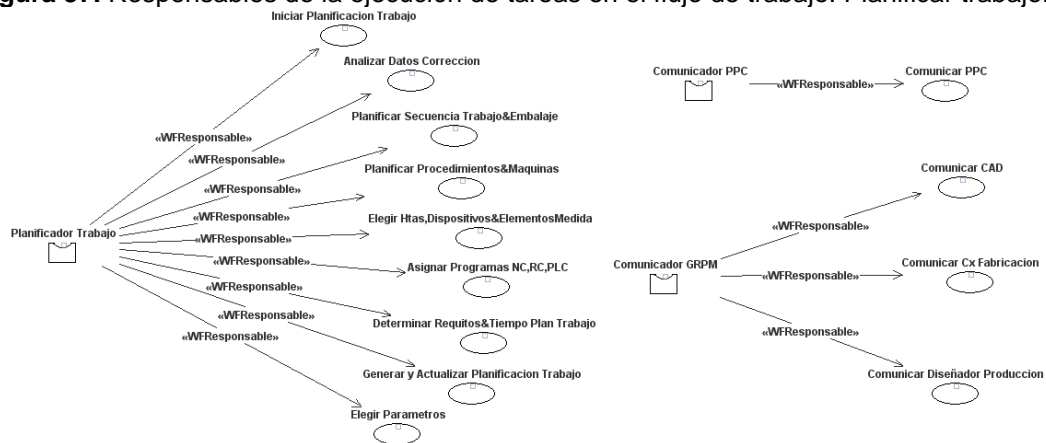 Responsables de la ejecución de tareas en el flujo de trabajo: Planificar trabajo.
Iniciar Planificacion Trabajo
Analizar Datos Correccion
Planificar Secuencia Trabajo&Embalaje
Planificar Procedimientos&Maquinas
Elegir Htas,Dispositivos&ElementosMedida
Asignar Programas NC,RC,PLC
Determinar Requitos&Tiempo Plan Trabajo
Generar y Actualizar Planificacion Trabajo
Elegir Parametros
Planificador Trabajo
«WFResponsable»
«WFResponsable»
«WFResponsable»
«WFResponsable»
«WFResponsable»
«WFResponsable»
«WFResponsable»
«WFResponsable»
«WFResponsable»
Comunicador PPC
«WFResponsable»
Comunicar PPC
Comunicador GRPM
«WFResponsable»
«WFResponsable»
«WFResponsable»
Comunicar CAD
Comunicar Cx Fabricacion
Comunicar Diseñador Produccion